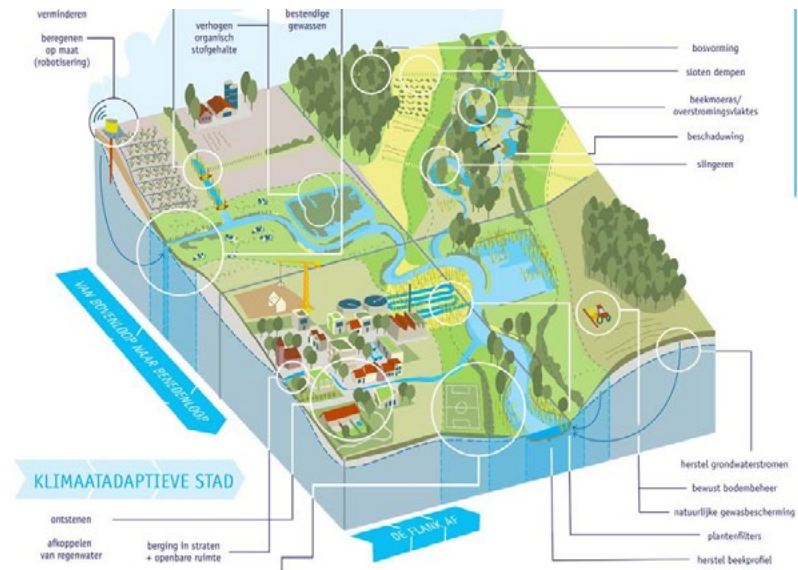 verminderen
beregenen
op maat
(robotisering)
verhogen
organisch
stofgehalte
bestendige
gewassen
bosvorming
sloten dempen
beekmoeras/
overstromingsvlaktes
beschaduwing
slingeren
VAN BOVENLOOP NAAR BENEDENLOOP
KLIMAATADAPTIEVE STAD
ontstenen
afkoppelen
van regenwater
berging in straten
+ openbare ruimte
DE FLANK AF
herstel grondwaterstromen
bewust bodembeheer
natuurlijke gewasbescherming
plantenfilters
herstel beekprofiel